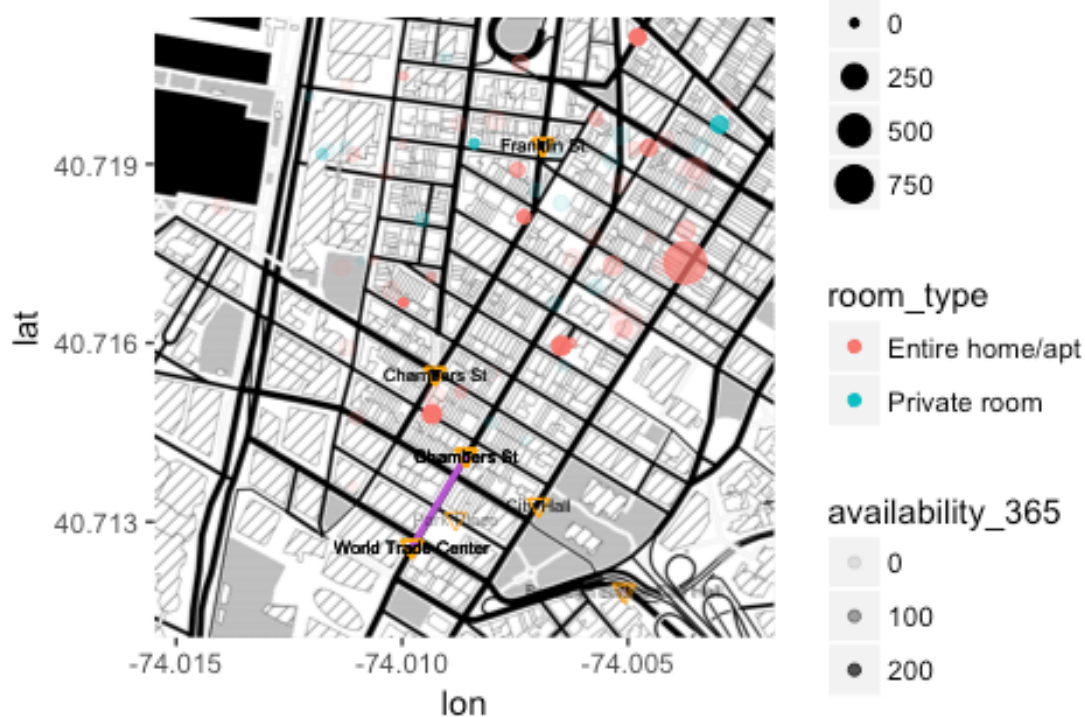 0
250
500
750
room_type
Entire home/apt
Private room
availability_365
0
100
200
lat
40.719
40.716
40.713
-74.015
-74.010
-74.005
lon
Franklin St
Chambers St
Chambers St
City Hall
Park Place
World Trade Center